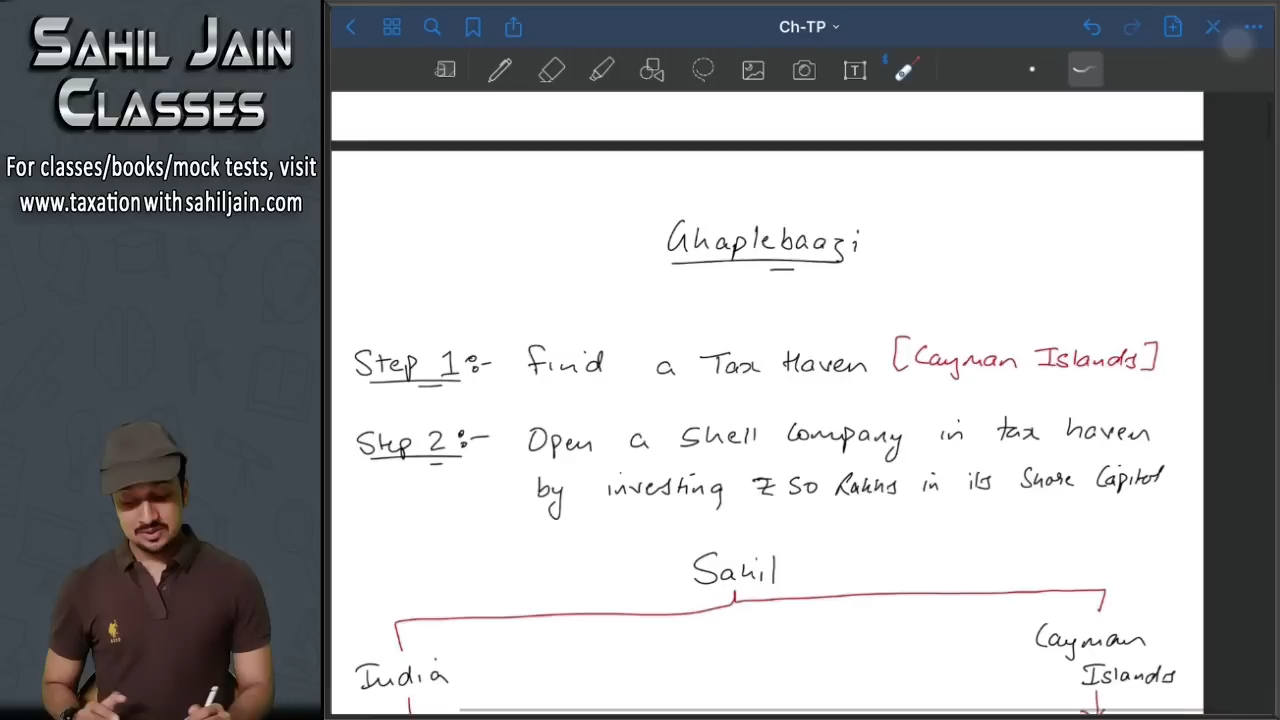 SAHIL JAIN
CLASSES
For classes/books/mock tests, visit
www.taxationwithsahiljain.com
Ch-TP
T
Ghaplebaazi
Step 1:- Find a Tax Haven [Cayman Islands]
Step 2:- Open a Shell Company in tax haven
by investing ₹ 50 Lakhs in its Share Capital
Sahil
India
Cayman
Islands